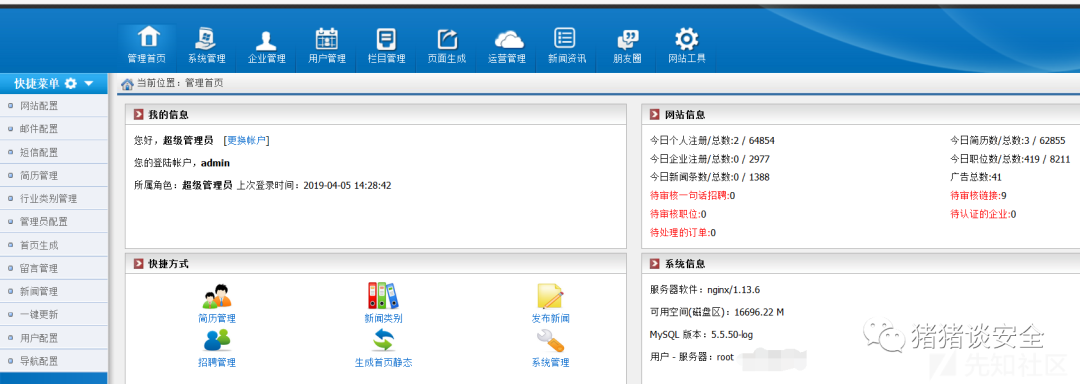 管理首页 系统管理 企业管理 用户管理 栏目管理 页面生成 运营管理 新闻资讯 朋友圈 网站工具
快捷菜单
当前位置：管理首页
网站配置
邮件配置
短信配置
简历管理
行业类别管理
管理员配置
首页生成
留言管理
新闻管理
一键更新
用户配置
导航配置
我的信息
您好，超级管理员 [更换帐户]
您的登陆帐户，admin
所属角色：超级管理员 上次登录时间：2019-04-05 14:28:42
网站信息
今日个人注册/总数:2 / 64854 今日简历数/总数:3 / 62855
今日企业注册/总数:0 / 2977 今日职位数/总数:419 / 8211
今日新闻条数/总数:0 / 1388 广告总数:41
待审核一句话招聘:0 待审核链接:9
待审核职位:0 待认证的企业:0
待处理的订单:0
快捷方式
简历管理 新闻类别 发布新闻
招聘管理 生成首页静态 系统管理
系统信息
服务器软件：nginx/1.13.6
可用空间(磁盘区)：16696.22 M
MySQL 版本：5.5.50-log
用户 - 服务器：root
猪猪谈安全
先知社区